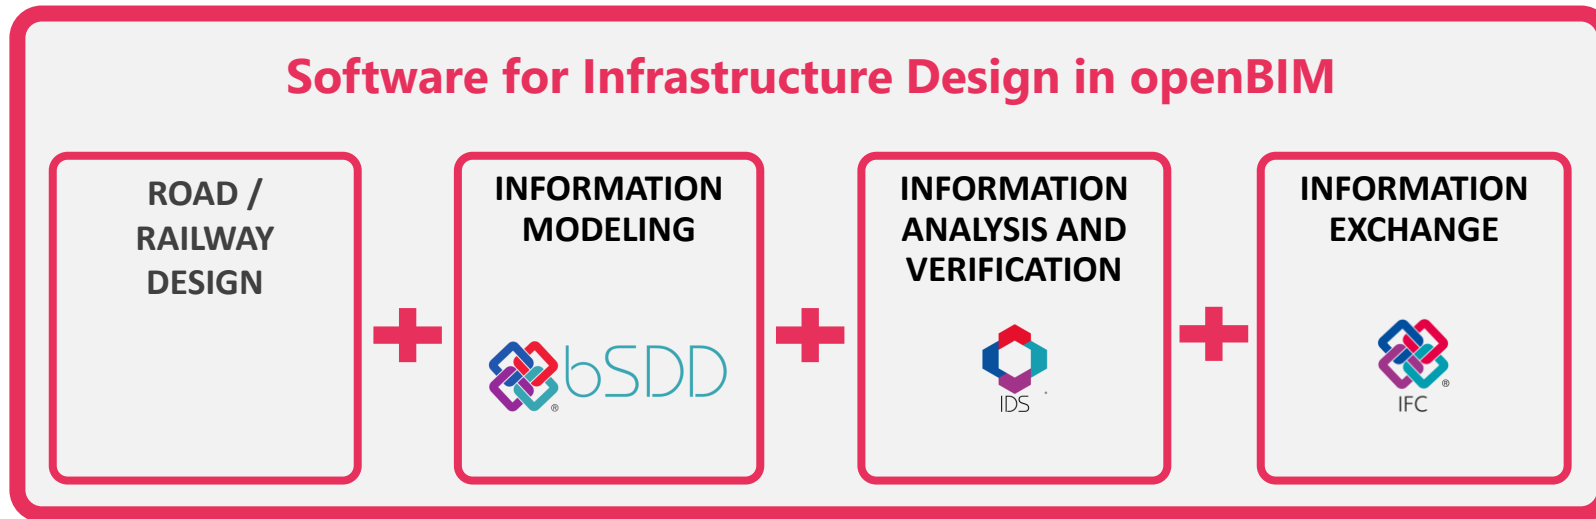 Software for Infrastructure Design in openBIM
ROAD /
RAILWAY
DESIGN
INFORMATION
MODELING
bSDD
®
INFORMATION
ANALYSIS AND
VERIFICATION
IDS
INFORMATION
EXCHANGE
®
IFC